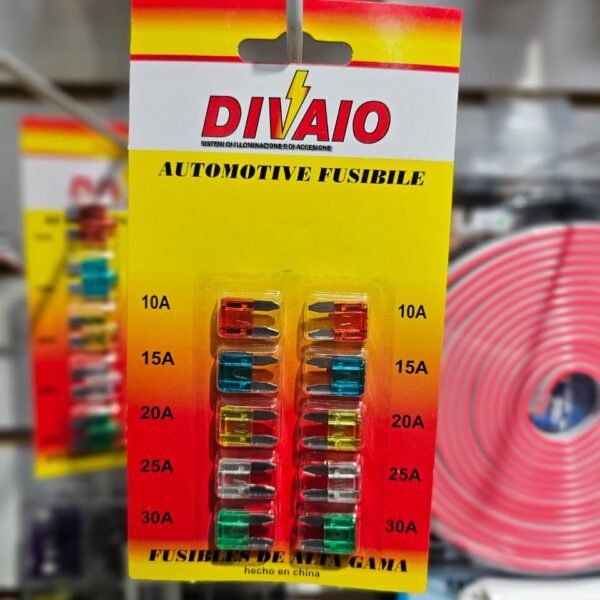 DIVAIO
SISTEMI DI ILLUMINAZIONE E DI ACCESIONE
AUTOMOTIVE FUSIBILE
10A 10A
15A 15A
20A 20A
25A 25A
30A 30A
FUSIBLES DE ALTA GAMA
hecho en china